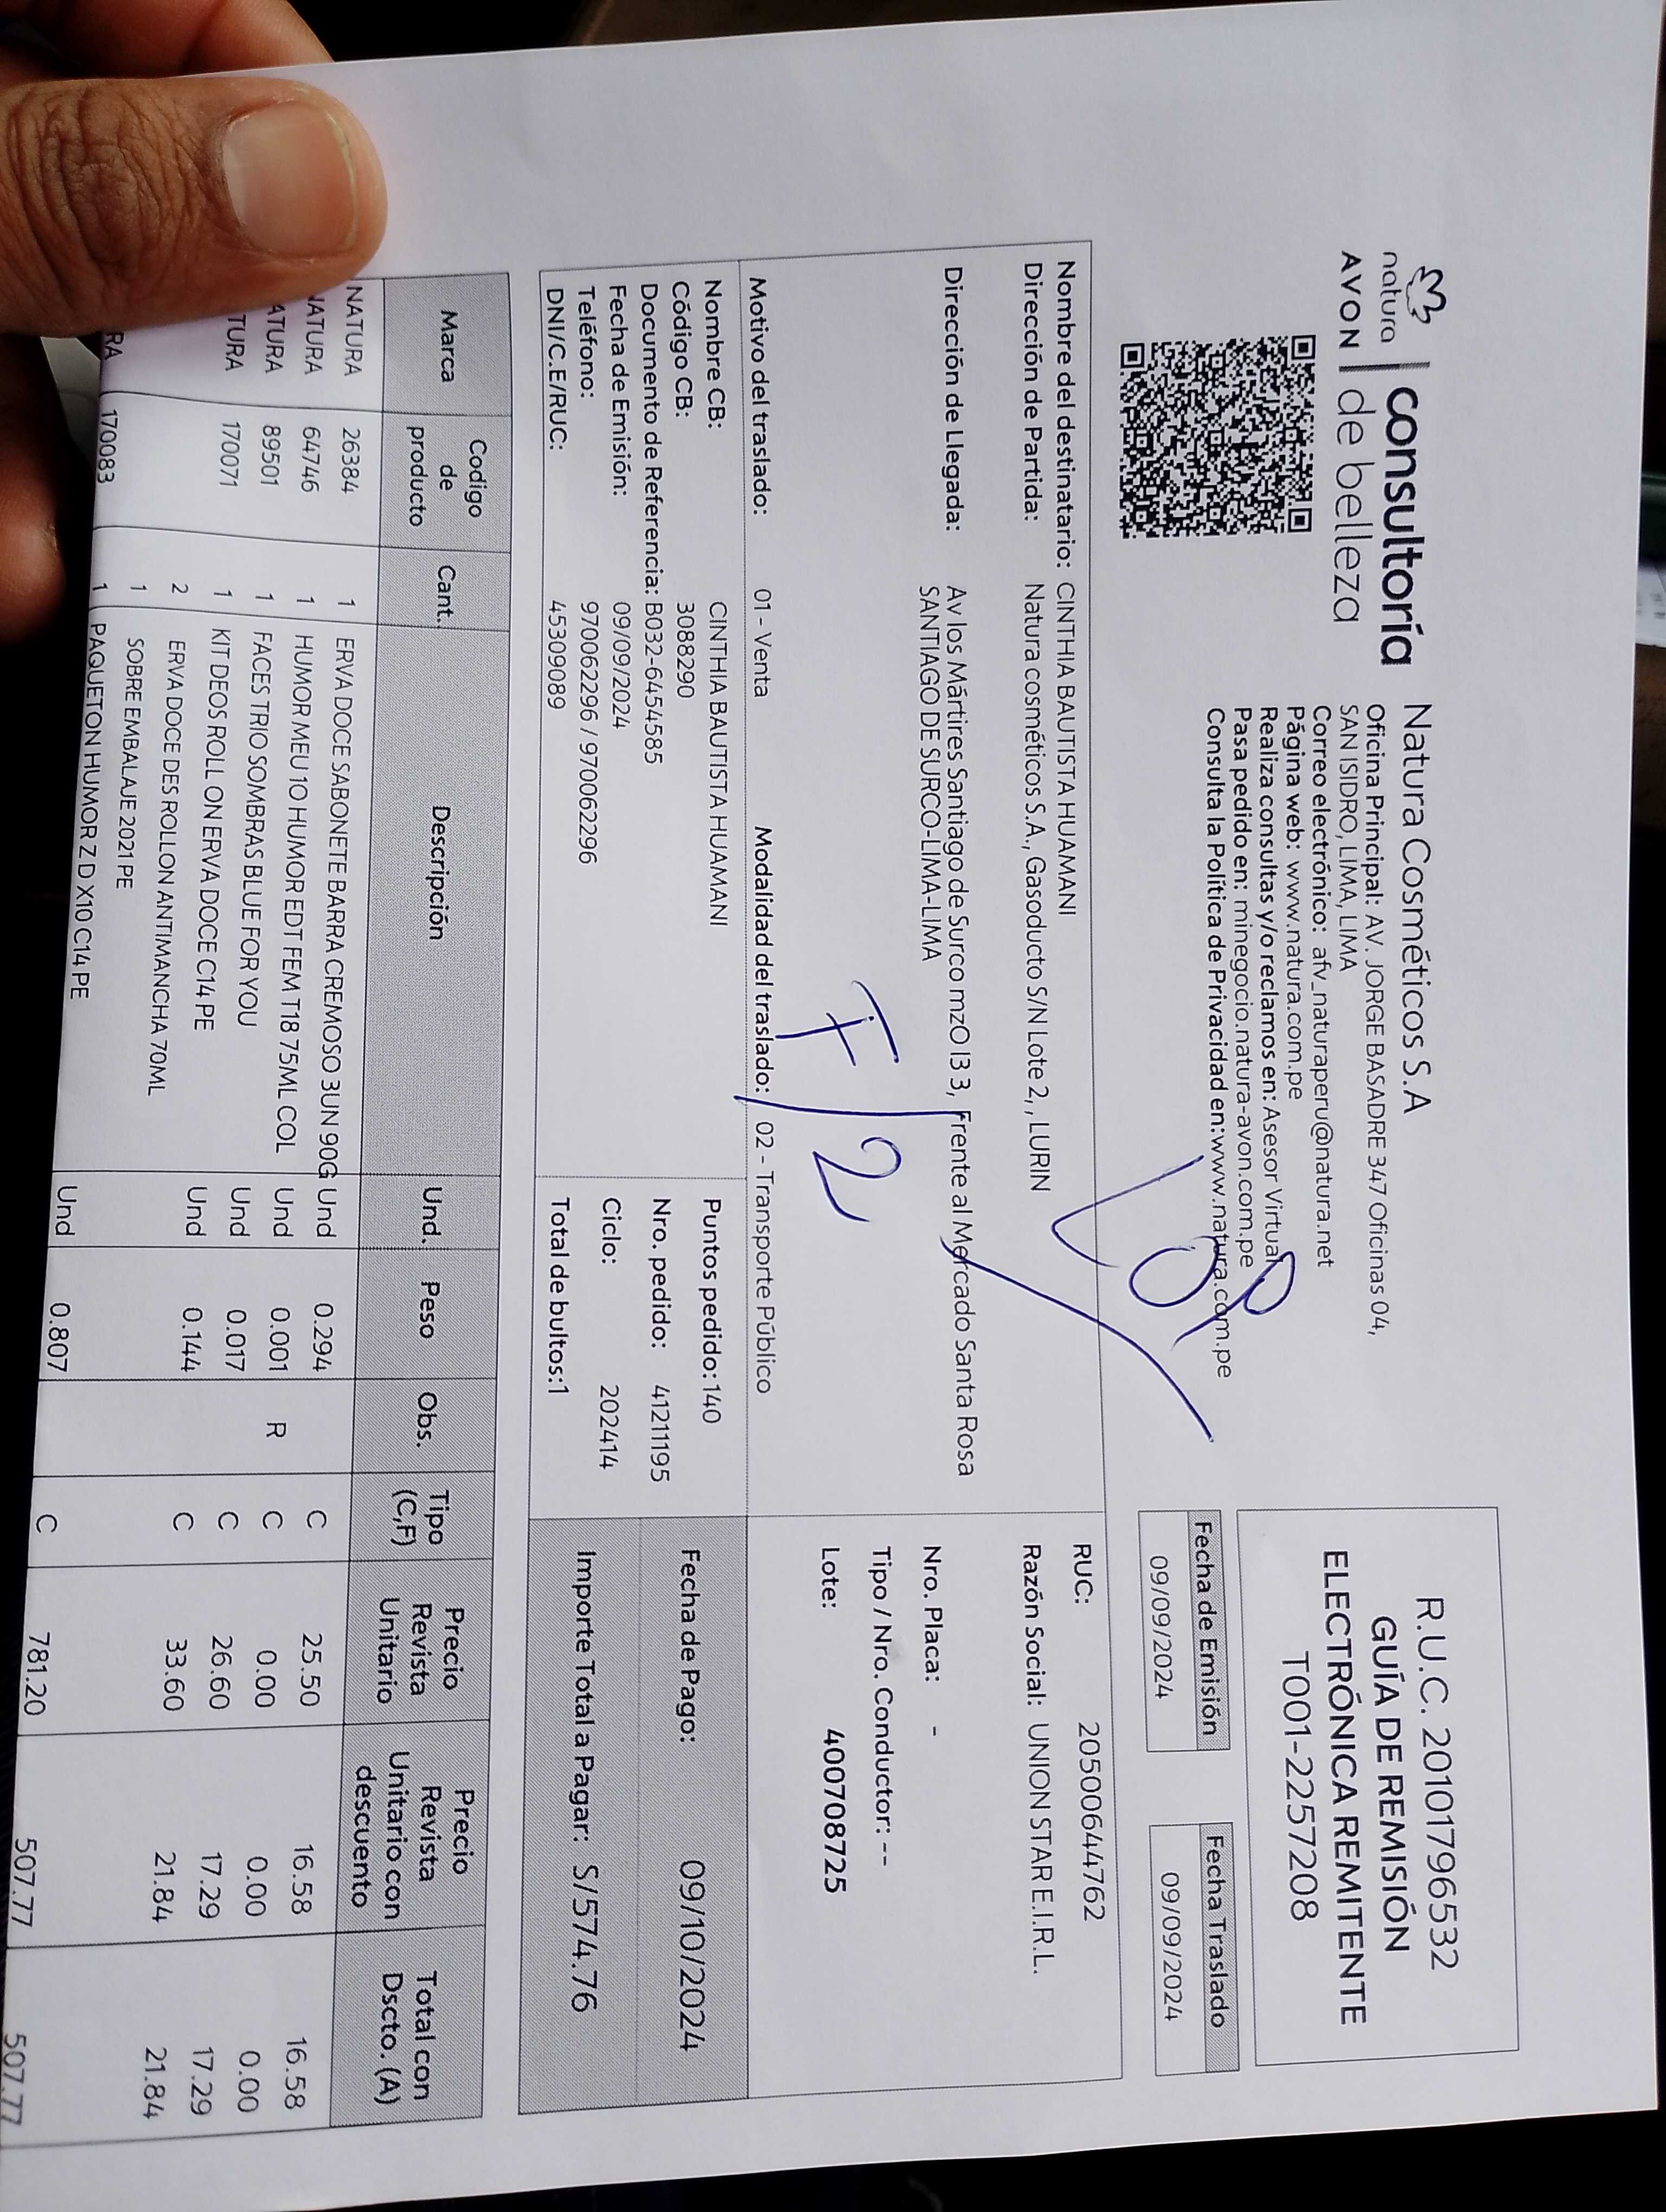 natura
AVON
consultoría
de belleza
Natura Cosméticos S.A
Oficina Principal: AV. JORGE BASADRE 347 Oficinas 04,
SAN ISIDRO, LIMA, LIMA
Correo electrónico: afv_naturaperu@natura.net
Página web: www.natura.com.pe
Realiza consultas y/o reclamos en: Asesor Virtual
Pasa pedido en: minegocio.natura-avon.com.pe
Consulta la Política de Privacidad en:www.natura.com.pe
R.U.C. 20101796532
GUÍA DE REMISIÓN
ELECTRÓNICA REMITENTE
T001-2257208
Fecha de Emisión Fecha Traslado
09/09/2024 09/09/2024
Nombre del destinatario: CINTHIA BAUTISTA HUAMANI
Dirección de Partida: Natura cosméticos S.A., Gasoducto S/N Lote 2, , LURIN
Dirección de Llegada: Av los Mártires Santiago de Surco mzO l3 3, Frente al Mercado Santa Rosa
SANTIAGO DE SURCO-LIMA-LIMA
F/2
Motivo del traslado: 01 - Venta Modalidad del traslado: 02 - Transporte Público
RUC: 20500644762
Razón Social: UNION STAR E.I.R.L.
Nro. Placa: -
Tipo / Nro. Conductor: --
Lote: 400708725
Nombre CB: CINTHIA BAUTISTA HUAMANI
Código CB: 3088290
Documento de Referencia: B032-6454585
Fecha de Emisión: 09/09/2024
Teléfono: 970062296 / 970062296
DNI/C.E/RUC: 453090​89
Puntos pedido:140
Nro. pedido: 41211195
Ciclo: 202414
Total de bultos:1
Fecha de Pago: 09/10/2024
Importe Total a Pagar: S/574.76
Marca Codigo de producto Cant. Descripción Und. Peso Obs. Tipo (C,F) Precio Revista Unitario Precio Revista Unitario con descuento Total con Dscto. (A)
NATURA 26384 1 ERVA DOCE SABONETE BARRA CREMOSO 3UN 90G Und 0.294 C 25.50 16.58 16.58
NATURA 64746 1 HUMOR MEU 1O HUMOR EDT FEM T18 75ML COL Und 0.001 R C 0.00 0.00 0.00
ATURA 89501 1 FACES TRIO SOMBRAS BLUE FOR YOU Und 0.017 C 26.60 17.29 17.29
TURA 170071 1 KIT DEOS ROLL ON ERVA DOCE C14 PE Und 0.144 C 33.60 21.84 21.84
2 ERVA DOCE DES ROLLON ANTIMANCHA 70ML
1 SOBRE EMBALAJE 2021 PE
RA 170083 1 PAQUETON HUMOR Z D X10 C14 PE Und 0.807 C 781.20 507.77 507.77